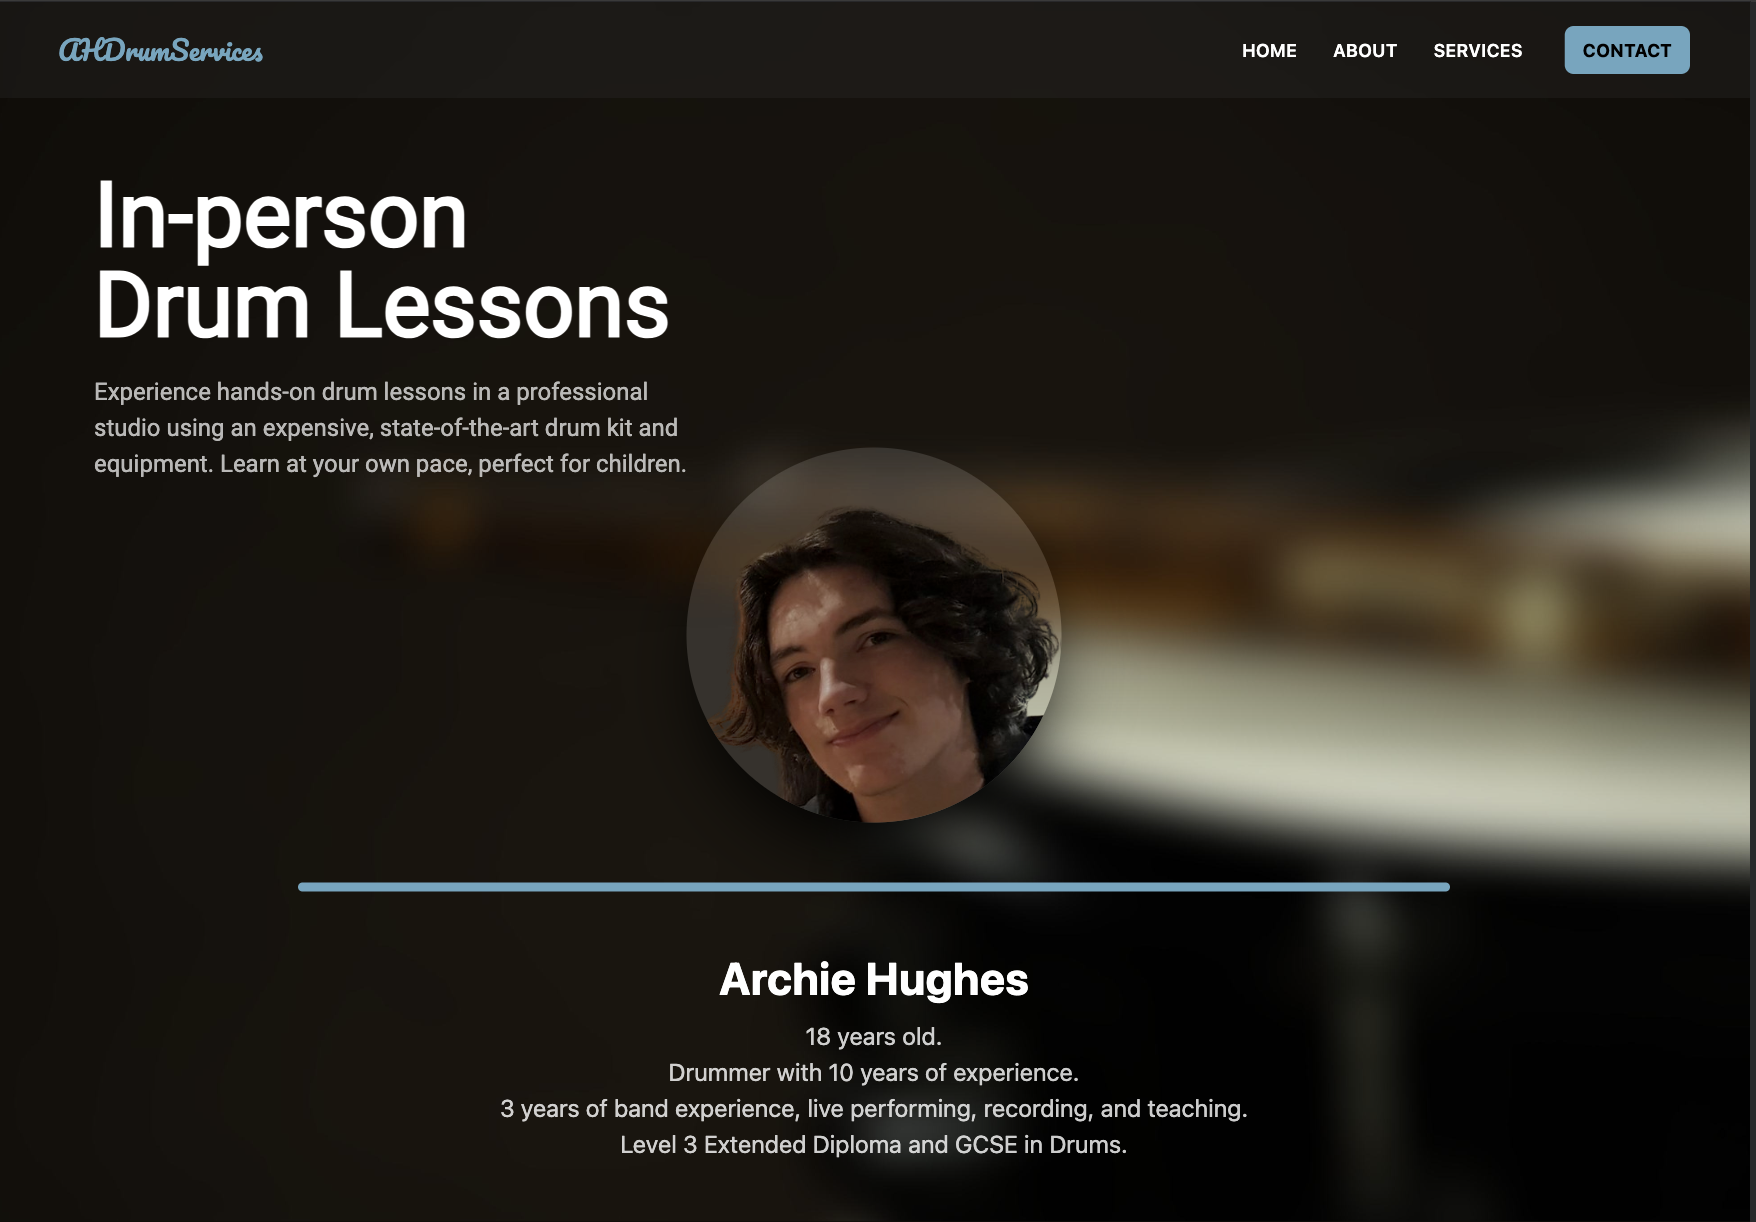 AHDrumServices
HOME ABOUT SERVICES CONTACT
In-person
Drum Lessons
Experience hands-on drum lessons in a professional
studio using an expensive, state-of-the-art drum kit and
equipment. Learn at your own pace, perfect for children.
Archie Hughes
18 years old.
Drummer with 10 years of experience.
3 years of band experience, live performing, recording, and teaching.
Level 3 Extended Diploma and GCSE in Drums.